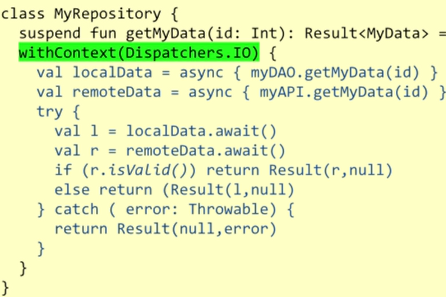 class MyRepository {
  suspend fun getMyData(id: Int): Result<MyData> =
  withContext(Dispatchers.IO) {
    val localData = async { myDAO.getMyData(id) }
    val remoteData = async { myAPI.getMyData(id) }
    try {
      val l = localData.await()
      val r = remoteData.await()
      if (r.isValid()) return Result(r,null)
      else return (Result(l,null)
    } catch ( error: Throwable) {
      return Result(null,error)
    }
  }
}